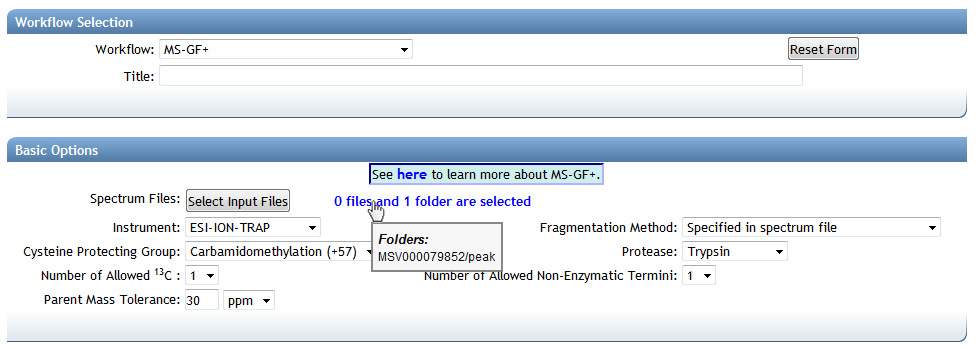 Workflow Selection
Workflow: MS-GF+ Reset Form
Title:
Basic Options
See here to learn more about MS-GF+.
Spectrum Files: Select Input Files 0 files and 1 folder are selected
Instrument: ESI-ION-TRAP Fragmentation Method: Specified in spectrum file
Folders:
Cysteine Protecting Group: Carbamidomethylation (+57) Protease: Trypsin
MSV000079852/peak
Number of Allowed ¹³C : 1 Number of Allowed Non-Enzymatic Termini: 1
Parent Mass Tolerance: 30 ppm